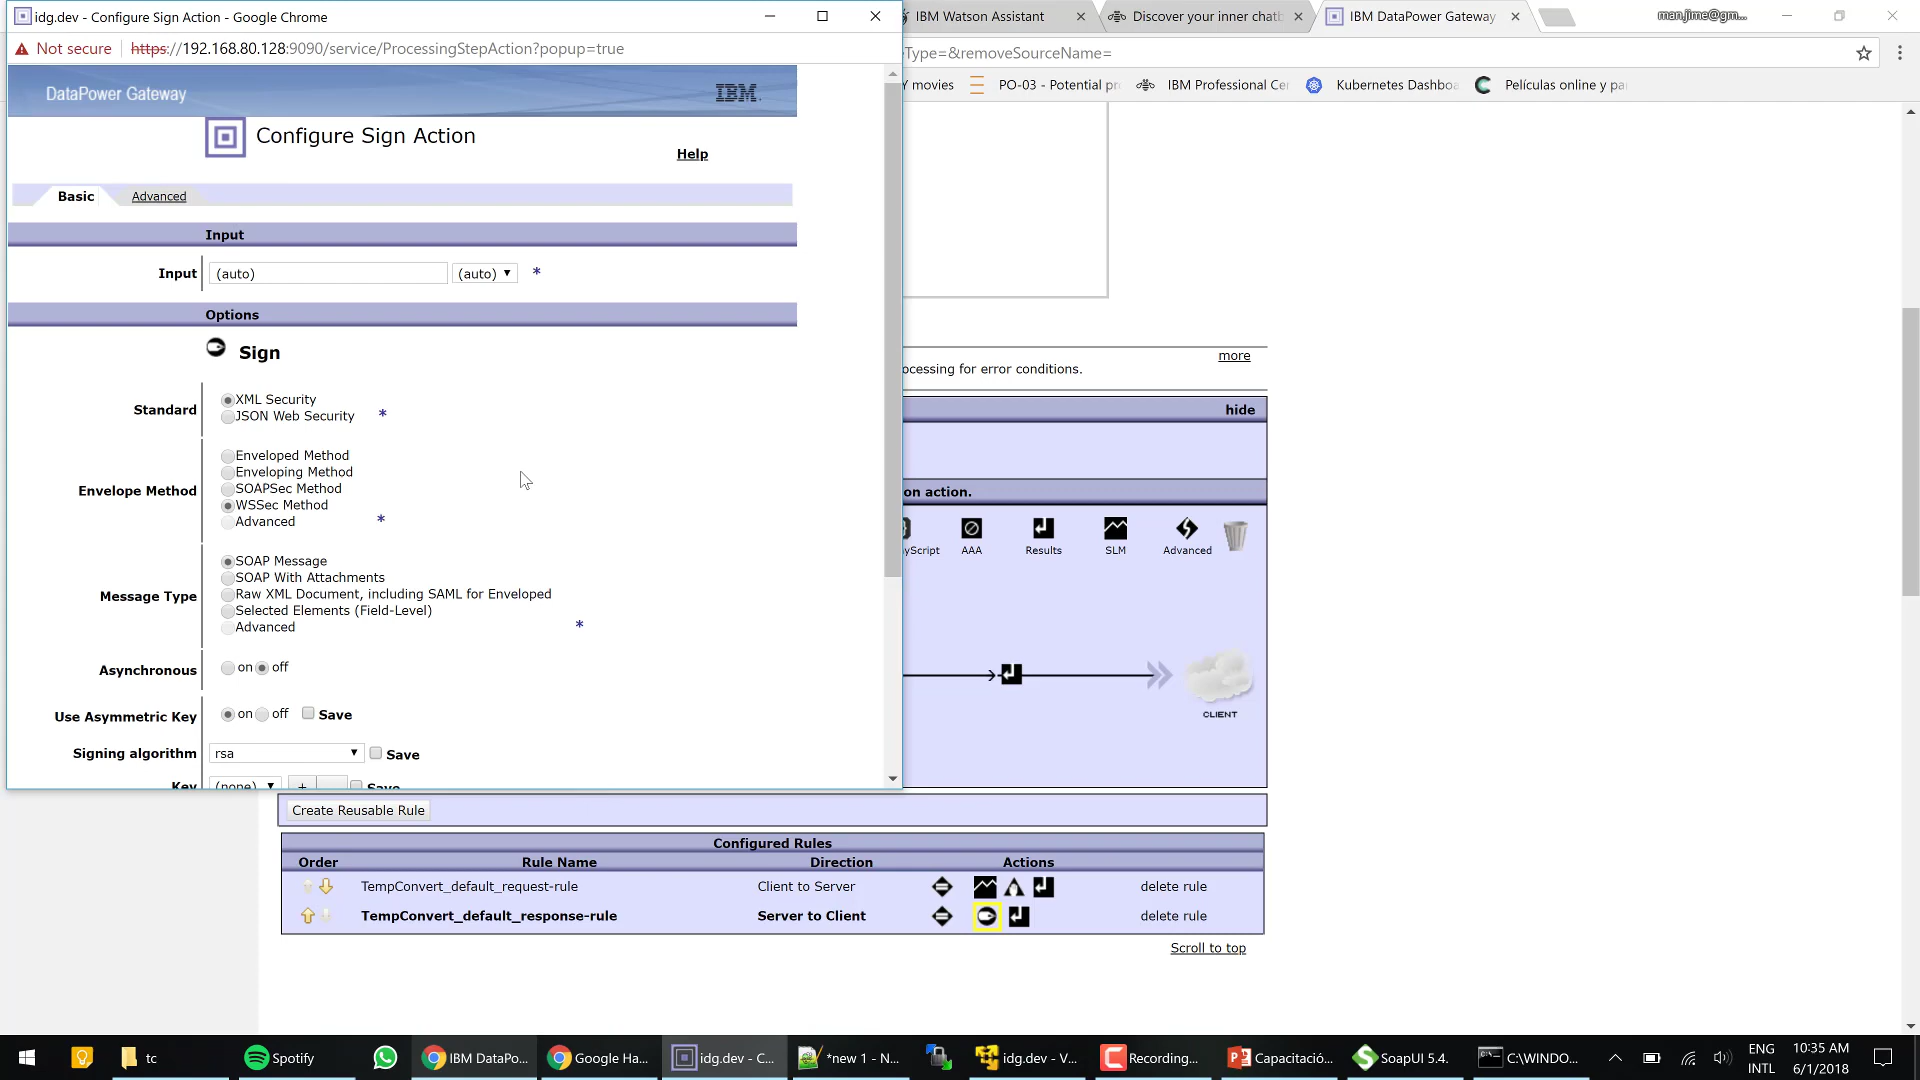 idg.dev - Configure Sign Action - Google Chrome
IBM Watson Assistant
Discover your inner chatb
IBM DataPower Gateway
manjime@gm...
Not secure
https://192.168.80.128:9090/service/ProcessingStepAction?popup=true
eType=&removeSourceName=
Y movies
PO-03 - Potential pr
IBM Professional Cer
Kubernetes Dashboa
Películas online y pa
DataPower Gateway
IBM.
Configure Sign Action
Help
Basic
Advanced
Input
Input
(auto)
(auto)
*
Options
Sign
more
ocessing for error conditions.
Standard
XML Security
JSON Web Security
*
hide
Envelope Method
Enveloped Method
Enveloping Method
SOAPSec Method
WSSec Method
Advanced
*
on action.
yScript
AAA
Results
SLM
Advanced
Message Type
SOAP Message
SOAP With Attachments
Raw XML Document, including SAML for Enveloped
Selected Elements (Field-Level)
Advanced
*
Asynchronous
on
off
Use Asymmetric Key
on
off
Save
CLIENT
Signing algorithm
rsa
Save
Key
(none)
+
...
Save
Create Reusable Rule
Configured Rules
Order
Rule Name
Direction
Actions
TempConvert_default_request-rule
Client to Server
delete rule
TempConvert_default_response-rule
Server to Client
delete rule
Scroll to top
tc
Spotify
IBM DataPo...
Google Ha...
idg.dev - C...
*new 1 - N...
idg.dev - V...
Recording...
Capacitació...
SoapUI 5.4.
C:\WINDO...
ENG
INTL
10:35 AM
6/1/2018